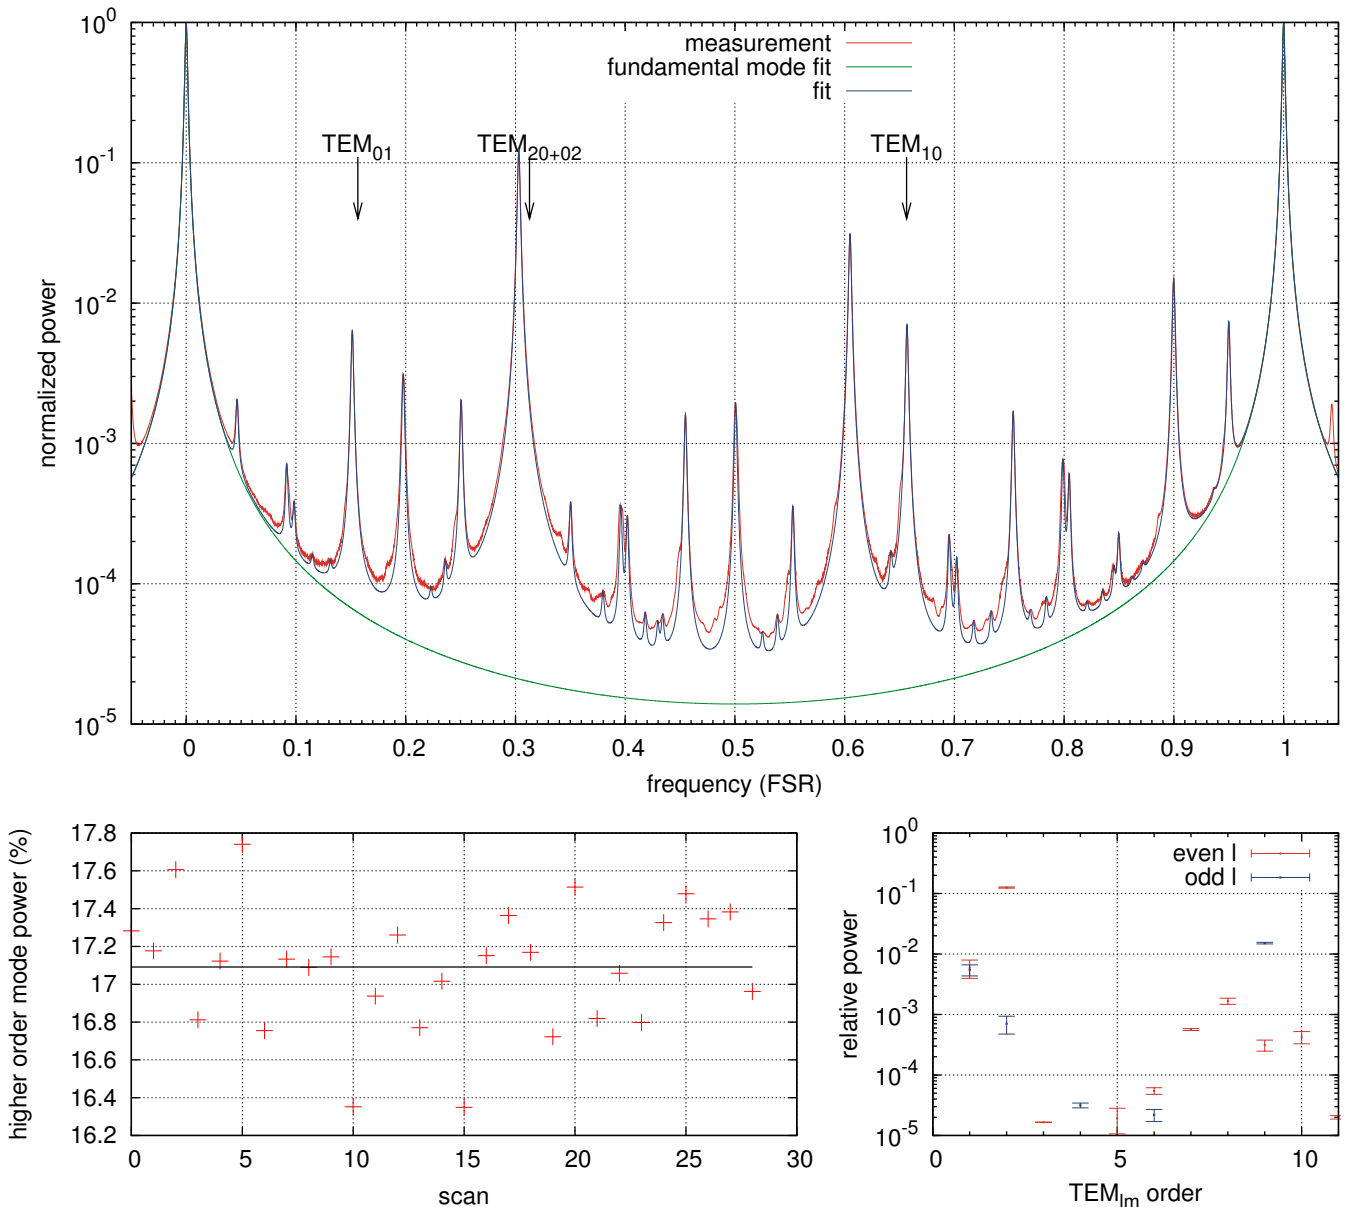 measurement
fundamental mode fit
fit
TEM01
TEM20+02
TEM10
normalized power
10^0
10^-1
10^-2
10^-3
10^-4
10^-5
0 0.1 0.2 0.3 0.4 0.5 0.6 0.7 0.8 0.9 1
frequency (FSR)
higher order mode power (%)
17.8
17.6
17.4
17.2
17
16.8
16.6
16.4
16.2
0 5 10 15 20 25 30
scan
even l
odd l
relative power
10^0
10^-1
10^-2
10^-3
10^-4
10^-5
0 5 10
TEMlm order